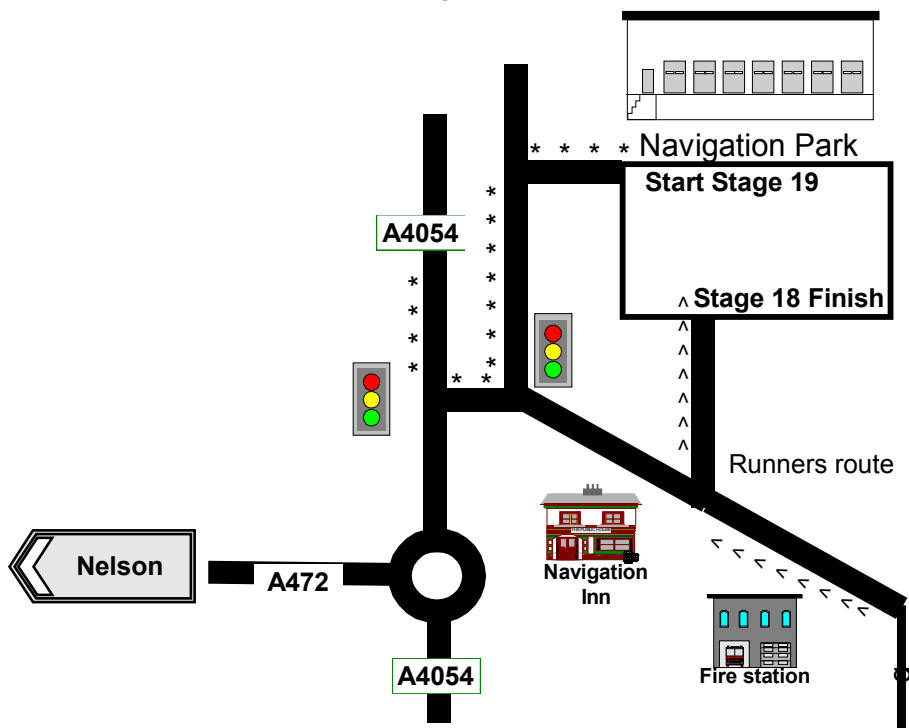 Navigation Park
Start Stage 19
A4054
Stage 18 Finish
Runners route
Navigation
Inn
Nelson
A472
Fire station
A4054